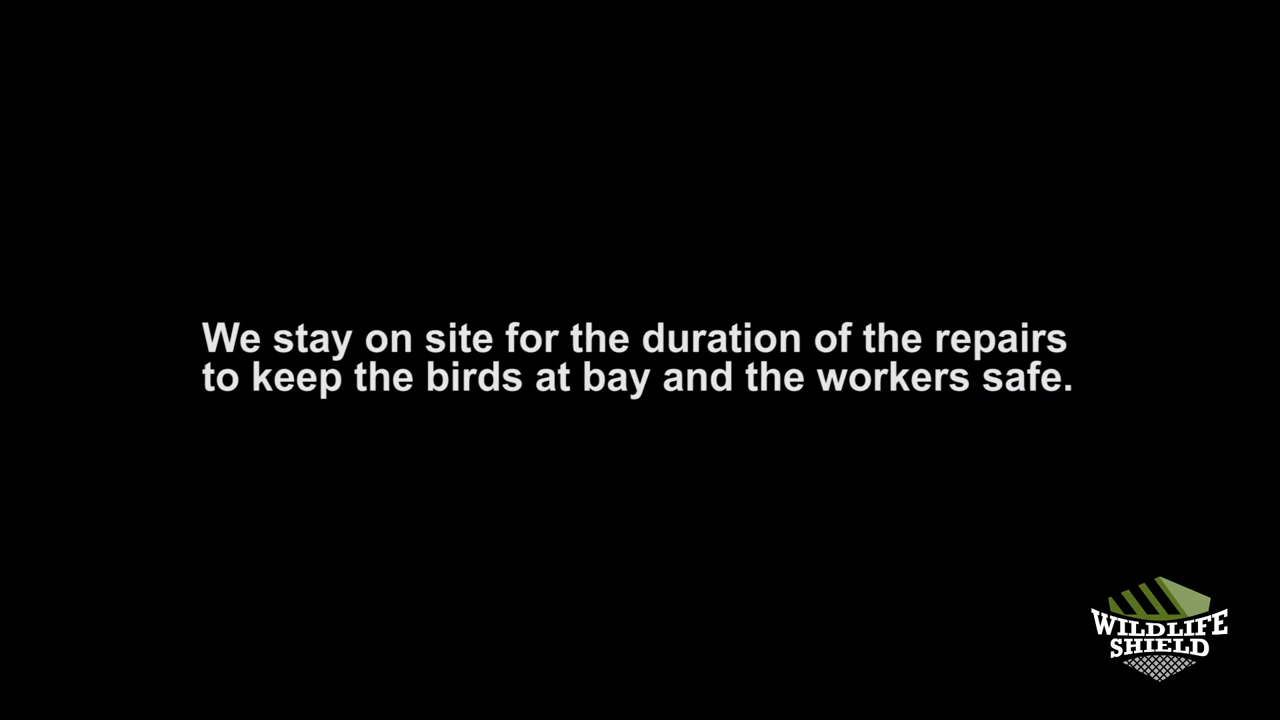 We stay on site for the duration of the repairs
to keep the birds at bay and the workers safe.
WILDLIFE
SHIELD